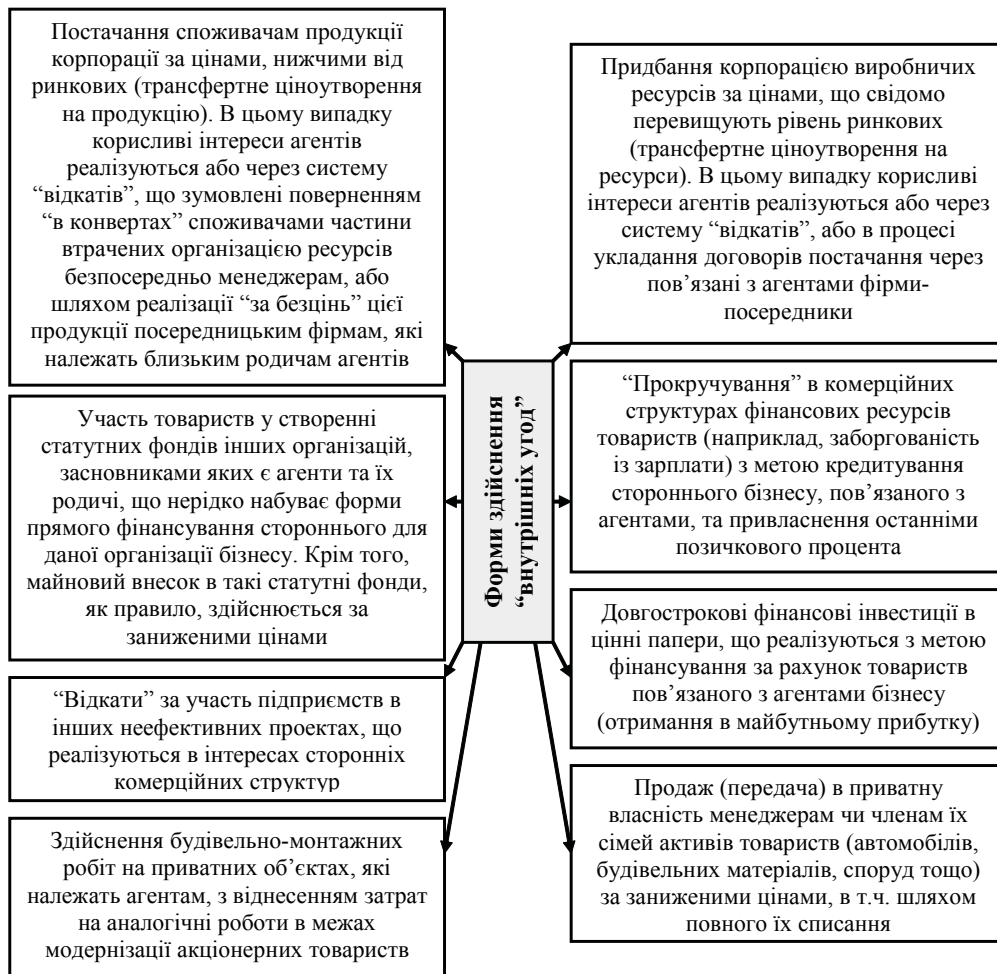 Постачання споживачам продукції
корпорації за цінами, нижчими від
ринкових (трансфертне ціноутворення
на продукцію). В цьому випадку
корисливі інтереси агентів
реалізуються або через систему
“відкатів”, що зумовлені поверненням
“в конвертах” споживачами частини
втрачених організацією ресурсів
безпосередньо менеджерам, або
шляхом реалізації “за безцінь” цієї
продукції посередницьким фірмам, які
належать близьким родичам агентів
Участь товариств у створенні
статутних фондів інших організацій,
засновниками яких є агенти та їх
родичі, що нерідко набуває форми
прямого фінансування стороннього для
даної організації бізнесу. Крім того,
майновий внесок в такі статутні фонди,
як правило, здійснюється за
заниженими цінами
“Відкати” за участь підприємств в
інших неефективних проектах, що
реалізуються в інтересах сторонніх
комерційних структур
Здійснення будівельно-монтажних
робіт на приватних об’єктах, які
належать агентам, з віднесенням затрат
на аналогічні роботи в межах
модернізації акціонерних товариств
Форми здійснення
“внутрішніх угод”
Придбання корпорацією виробничих
ресурсів за цінами, що свідомо
перевищують рівень ринкових
(трансфертне ціноутворення на
ресурси). В цьому випадку корисливі
інтереси агентів реалізуються або через
систему “відкатів”, або в процесі
укладання договорів постачання через
пов’язані з агентами фірми-
посередники
“Прокручування” в комерційних
структурах фінансових ресурсів
товариств (наприклад, заборгованість
із зарплати) з метою кредитування
стороннього бізнесу, пов’язаного з
агентами, та привласнення останніми
позичкового процента
Довгострокові фінансові інвестиції в
цінні папери, що реалізуються з метою
фінансування за рахунок товариств
пов’язаного з агентами бізнесу
(отримання в майбутньому прибутку)
Продаж (передача) в приватну
власність менеджерам чи членам їх
сімей активів товариств (автомобілів,
будівельних матеріалів, споруд тощо)
за заниженими цінами, в т.ч. шляхом
повного їх списання